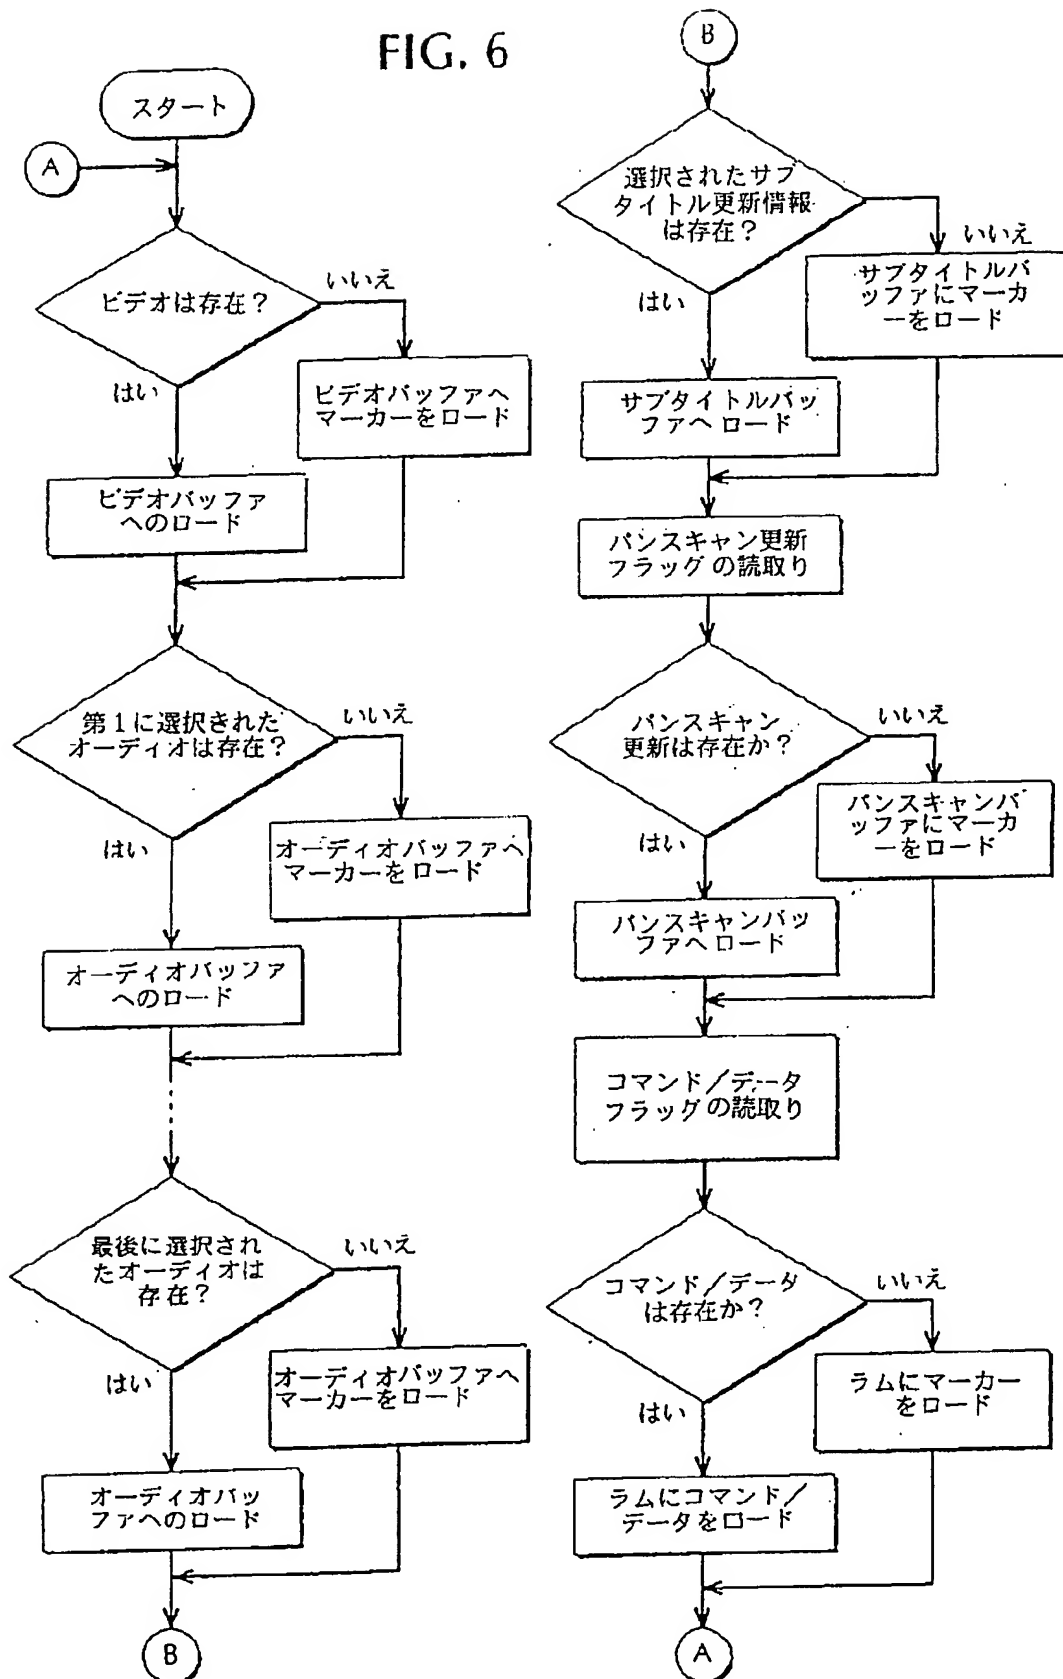 FIG. 6
スタート
A
ビデオは存在?
いいえ
はい
ビデオバッファへ
マーカーをロード
ビデオバッファ
へのロード
第1に選択された
オーディオは存在?
いいえ
はい
オーディオバッファへ
マーカーをロード
オーディオバッファ
へのロード
最後に選択され
たオーディオは
存在?
いいえ
はい
オーディオバッファへ
マーカーをロード
オーディオバッ
ファへのロード
B
B
選択されたサブ
タイトル更新情報
は存在?
いいえ
はい
サブタイトルバ
ッファにマーカ
ーをロード
サブタイトルバッ
ファへロード
パンスキャン更新
フラッグの読取り
パンスキャン
更新は存在か?
いいえ
はい
パンスキャンバ
ッファにマーカ
ーをロード
パンスキャンバッ
ファへロード
コマンド/データ
フラッグの読取り
コマンド/データ
は存在か?
いいえ
はい
ラムにマーカー
をロード
ラムにコマンド/
データをロード
A